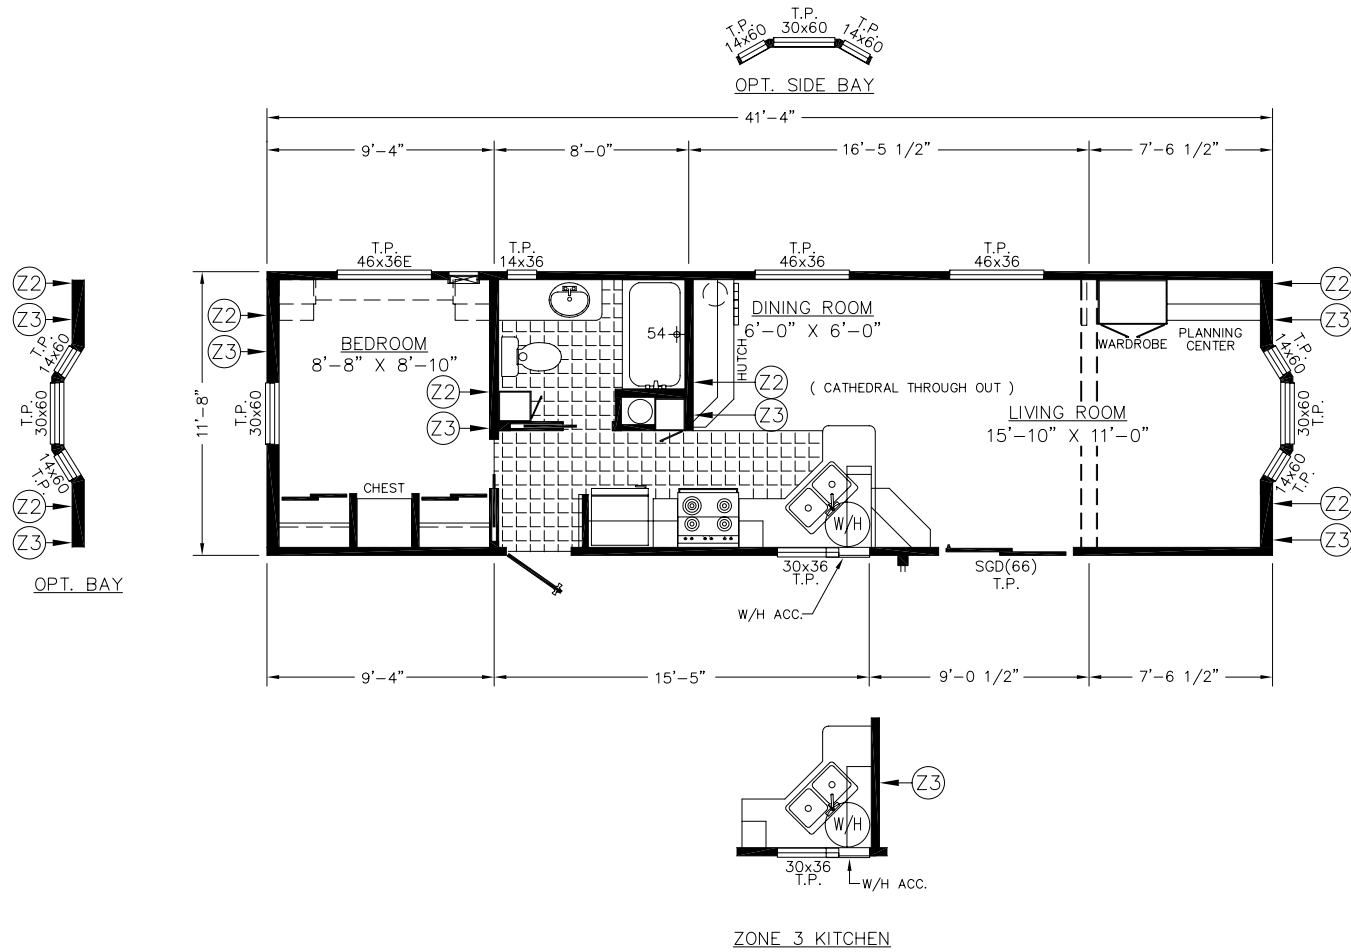 T.P.
14x60
T.P.
30x60
T.P.
14x60
OPT. SIDE BAY
41'-4"
9'-4"
8'-0"
16'-5 1/2"
7'-6 1/2"
T.P.
46x36E
T.P.
14x36
T.P.
46x36
T.P.
46x36
11'-8"
Z2
Z3
T.P.
14x60
30x60
T.P.
14x60
T.P.
Z2
Z3
OPT. BAY
Z2
Z3
T.P.
30x60
BEDROOM
8'-8" X 8'-10"
CHEST
Z2
Z3
54
HUTCH
DINING ROOM
6'-0" X 6'-0"
Z2
Z3
( CATHEDRAL THROUGH OUT )
LIVING ROOM
15'-10" X 11'-0"
WARDROBE
PLANNING
CENTER
Z2
Z3
T.P.
14x60
30x60
T.P.
14x60
T.P.
Z2
Z3
W/H
30x36
T.P.
W/H ACC.
SGD(66)
T.P.
9'-4"
15'-5"
9'-0 1/2"
7'-6 1/2"
Z3
W/H
30x36
T.P.
W/H ACC.
ZONE 3 KITCHEN